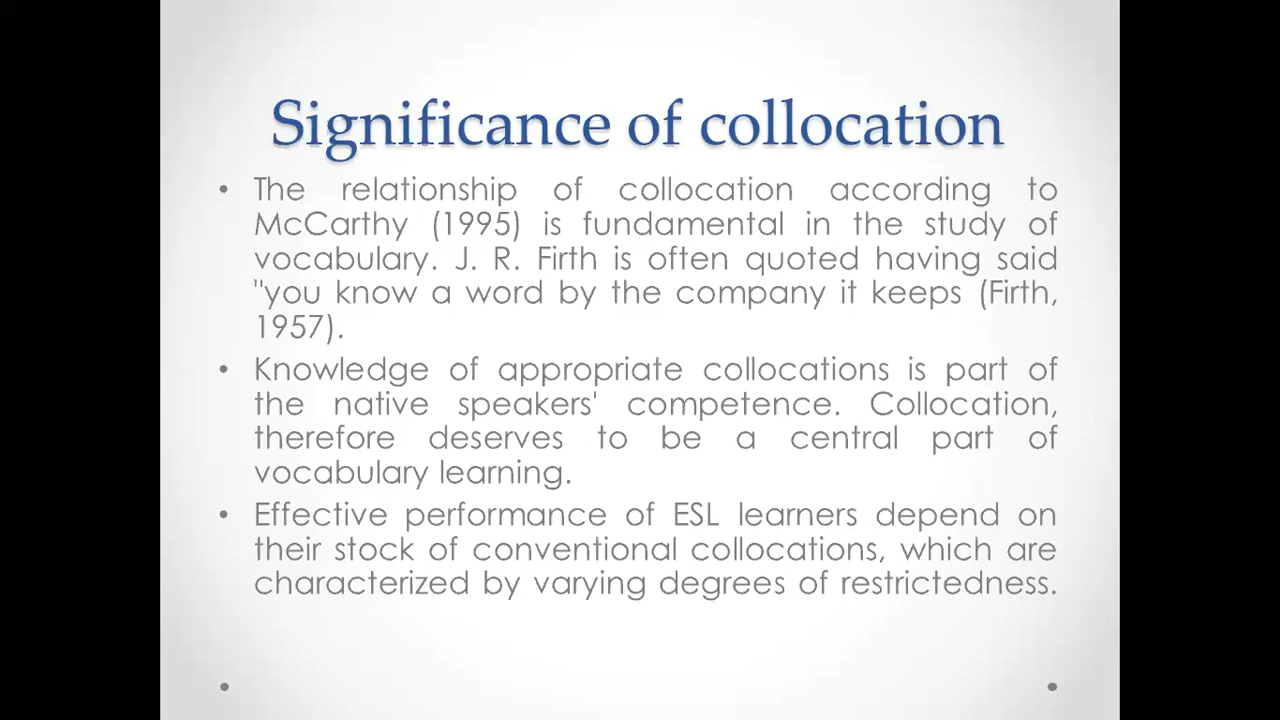 Significance of collocation
• The relationship of collocation according to
McCarthy (1995) is fundamental in the study of
vocabulary. J. R. Firth is often quoted having said
"you know a word by the company it keeps (Firth,
1957).
• Knowledge of appropriate collocations is part of
the native speakers' competence. Collocation,
therefore deserves to be a central part of
vocabulary learning.
• Effective performance of ESL learners depend on
their stock of conventional collocations, which are
characterized by varying degrees of restrictedness.